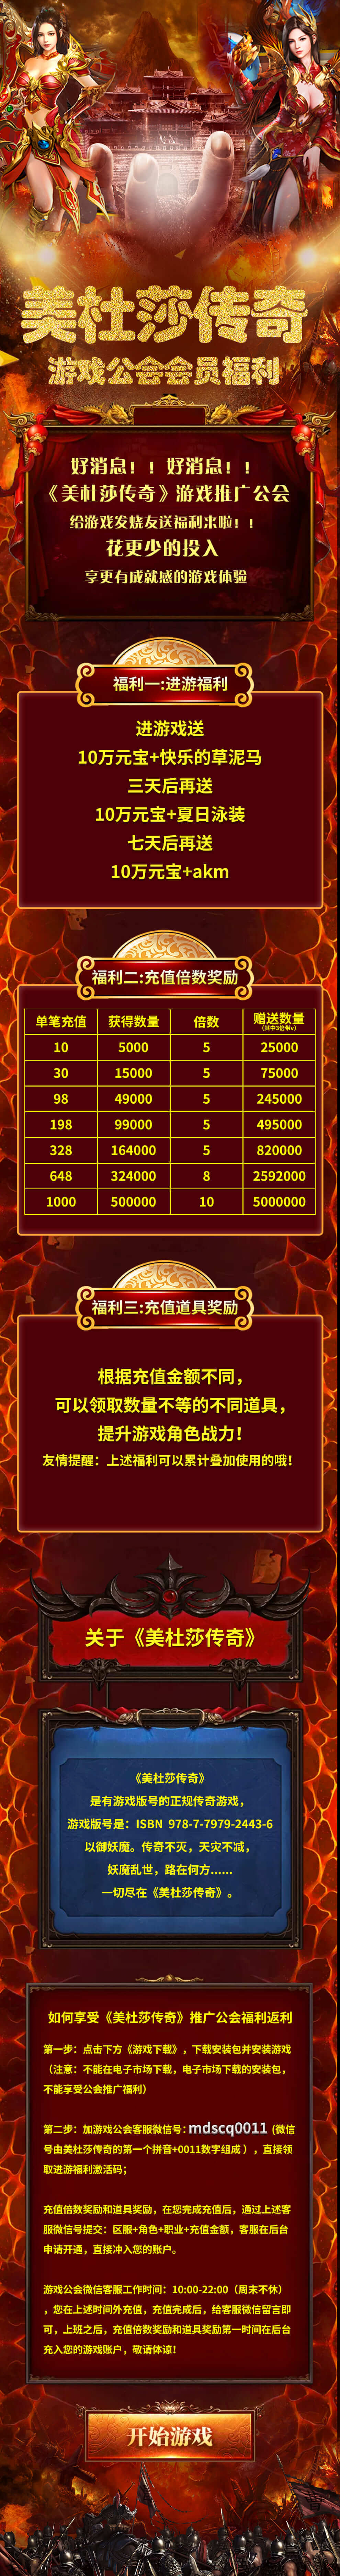 美杜莎传奇
游戏公会会员福利
好消息！！好消息！！
《美杜莎传奇》游戏推广公会
给游戏发烧友送福利来啦！！
花更少的投入
享更有成就感的游戏体验
福利一:进游福利
进游戏送
10万元宝+快乐的草泥马
三天后再送
10万元宝+夏日泳装
七天后再送
10万元宝+akm
福利二:充值倍数奖励
单笔充值 获得数量 倍数 赠送数量
（其中3倍带v）
10 5000 5 25000
30 15000 5 75000
98 49000 5 245000
198 99000 5 495000
328 164000 5 820000
648 324000 8 2592000
1000 500000 10 5000000
福利三:充值道具奖励
根据充值金额不同，
可以领取数量不等的不同道具，
提升游戏角色战力！
友情提醒：上述福利可以累计叠加使用的哦！
关于《美杜莎传奇》
《美杜莎传奇》
是有游戏版号的正规传奇游戏，
游戏版号是：ISBN 978-7-7979-2443-6
以御妖魔。传奇不灭，天灾不减，
妖魔乱世，路在何方......
一切尽在《美杜莎传奇》。
如何享受《美杜莎传奇》推广公会福利返利
第一步：点击下方《游戏下载》，下载安装包并安装游戏
（注意：不能在电子市场下载，电子市场下载的安装包，
不能享受公会推广福利）
第二步：加游戏公会客服微信号：mdscq0011（微信
号由美杜莎传奇的第一个拼音+0011数字组成 ），直接领
取进游福利激活码；
充值倍数奖励和道具奖励，在您完成充值后，通过上述客
服微信号提交：区服+角色+职业+充值金额，客服在后台
申请开通，直接冲入您的账户。
游戏公会微信客服工作时间：10:00-22:00（周末不休）
，您在上述时间外充值，充值完成后，给客服微信留言即
可，上班之后，充值倍数奖励和道具奖励第一时间在后台
充入您的游戏账户，敬请体谅！
开始游戏